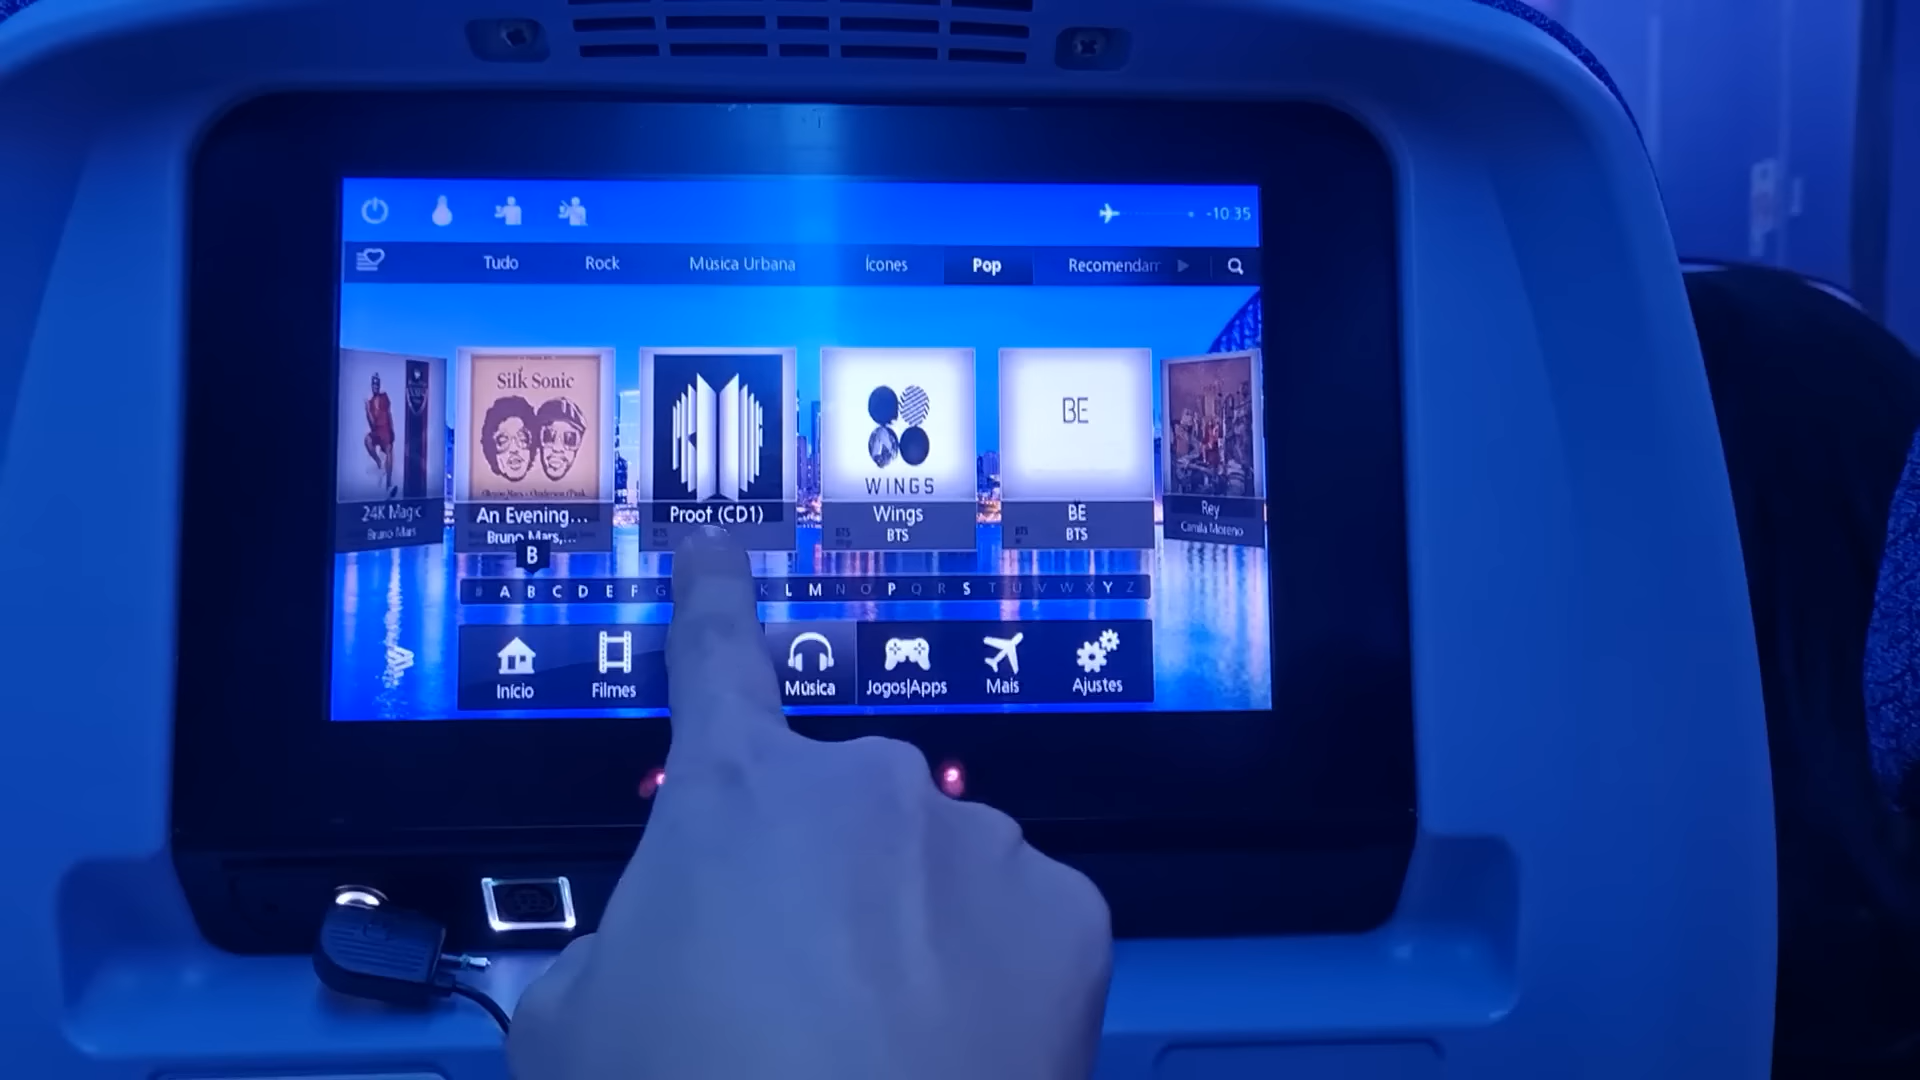 -10:35
Tudo Rock Música Urbana Ícones Pop Recomendam
Silk Sonic
WINGS
BE
24K Magic
Bruno Mars
An Evening...
Bruno Mars,...
Proof (CD1)
Wings
BTS
BE
BTS
Rey
Camila Moreno
B
# A B C D E F G K L M N O P Q R S T U V W X Y Z
Início Filmes Música Jogos|Apps Mais Ajustes